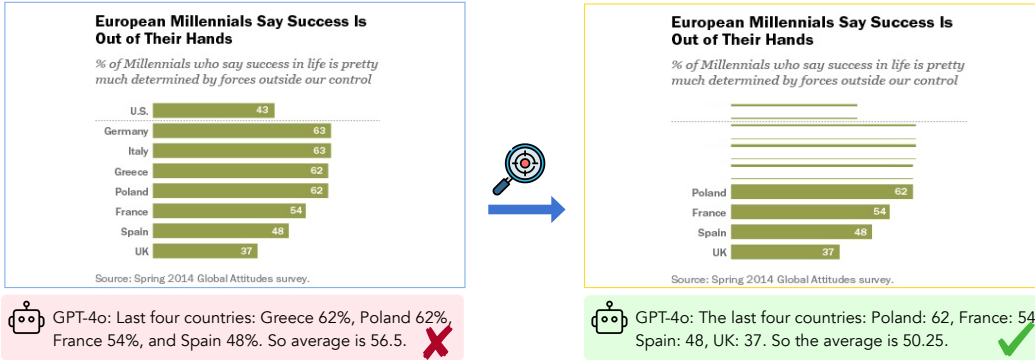 European Millennials Say Success Is
Out of Their Hands
% of Millennials who say success in life is pretty
much determined by forces outside our control
U.S. 43
Germany 63
Italy 63
Greece 62
Poland 62
France 54
Spain 48
UK 37
Source: Spring 2014 Global Attitudes survey.
GPT-4o: Last four countries: Greece 62%, Poland 62%,
France 54%, and Spain 48%. So average is 56.5.
European Millennials Say Success Is
Out of Their Hands
% of Millennials who say success in life is pretty
much determined by forces outside our control
Poland 62
France 54
Spain 48
UK 37
Source: Spring 2014 Global Attitudes survey.
GPT-4o: The last four countries: Poland: 62, France: 54
Spain: 48, UK: 37. So the average is 50.25.